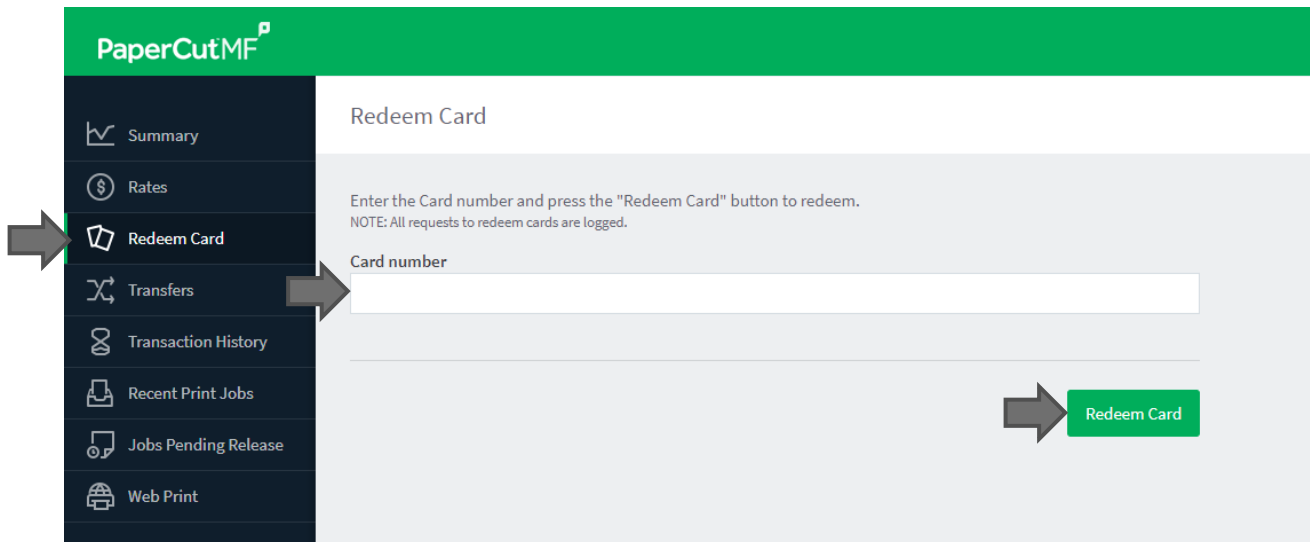 PaperCutMF
Summary
Rates
Redeem Card
Transfers
Transaction History
Recent Print Jobs
Jobs Pending Release
Web Print
Redeem Card
Enter the Card number and press the "Redeem Card" button to redeem.
NOTE: All requests to redeem cards are logged.
Card number
Redeem Card